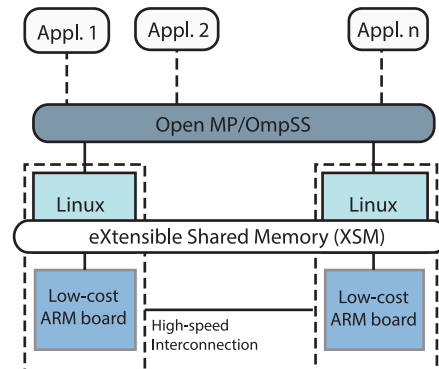 Appl. 1
Appl. 2
Appl. n
Open MP/OmpSS
Linux
Linux
eXtensible Shared Memory (XSM)
Low-cost
ARM board
Low-cost
ARM board
High-speed
Interconnection